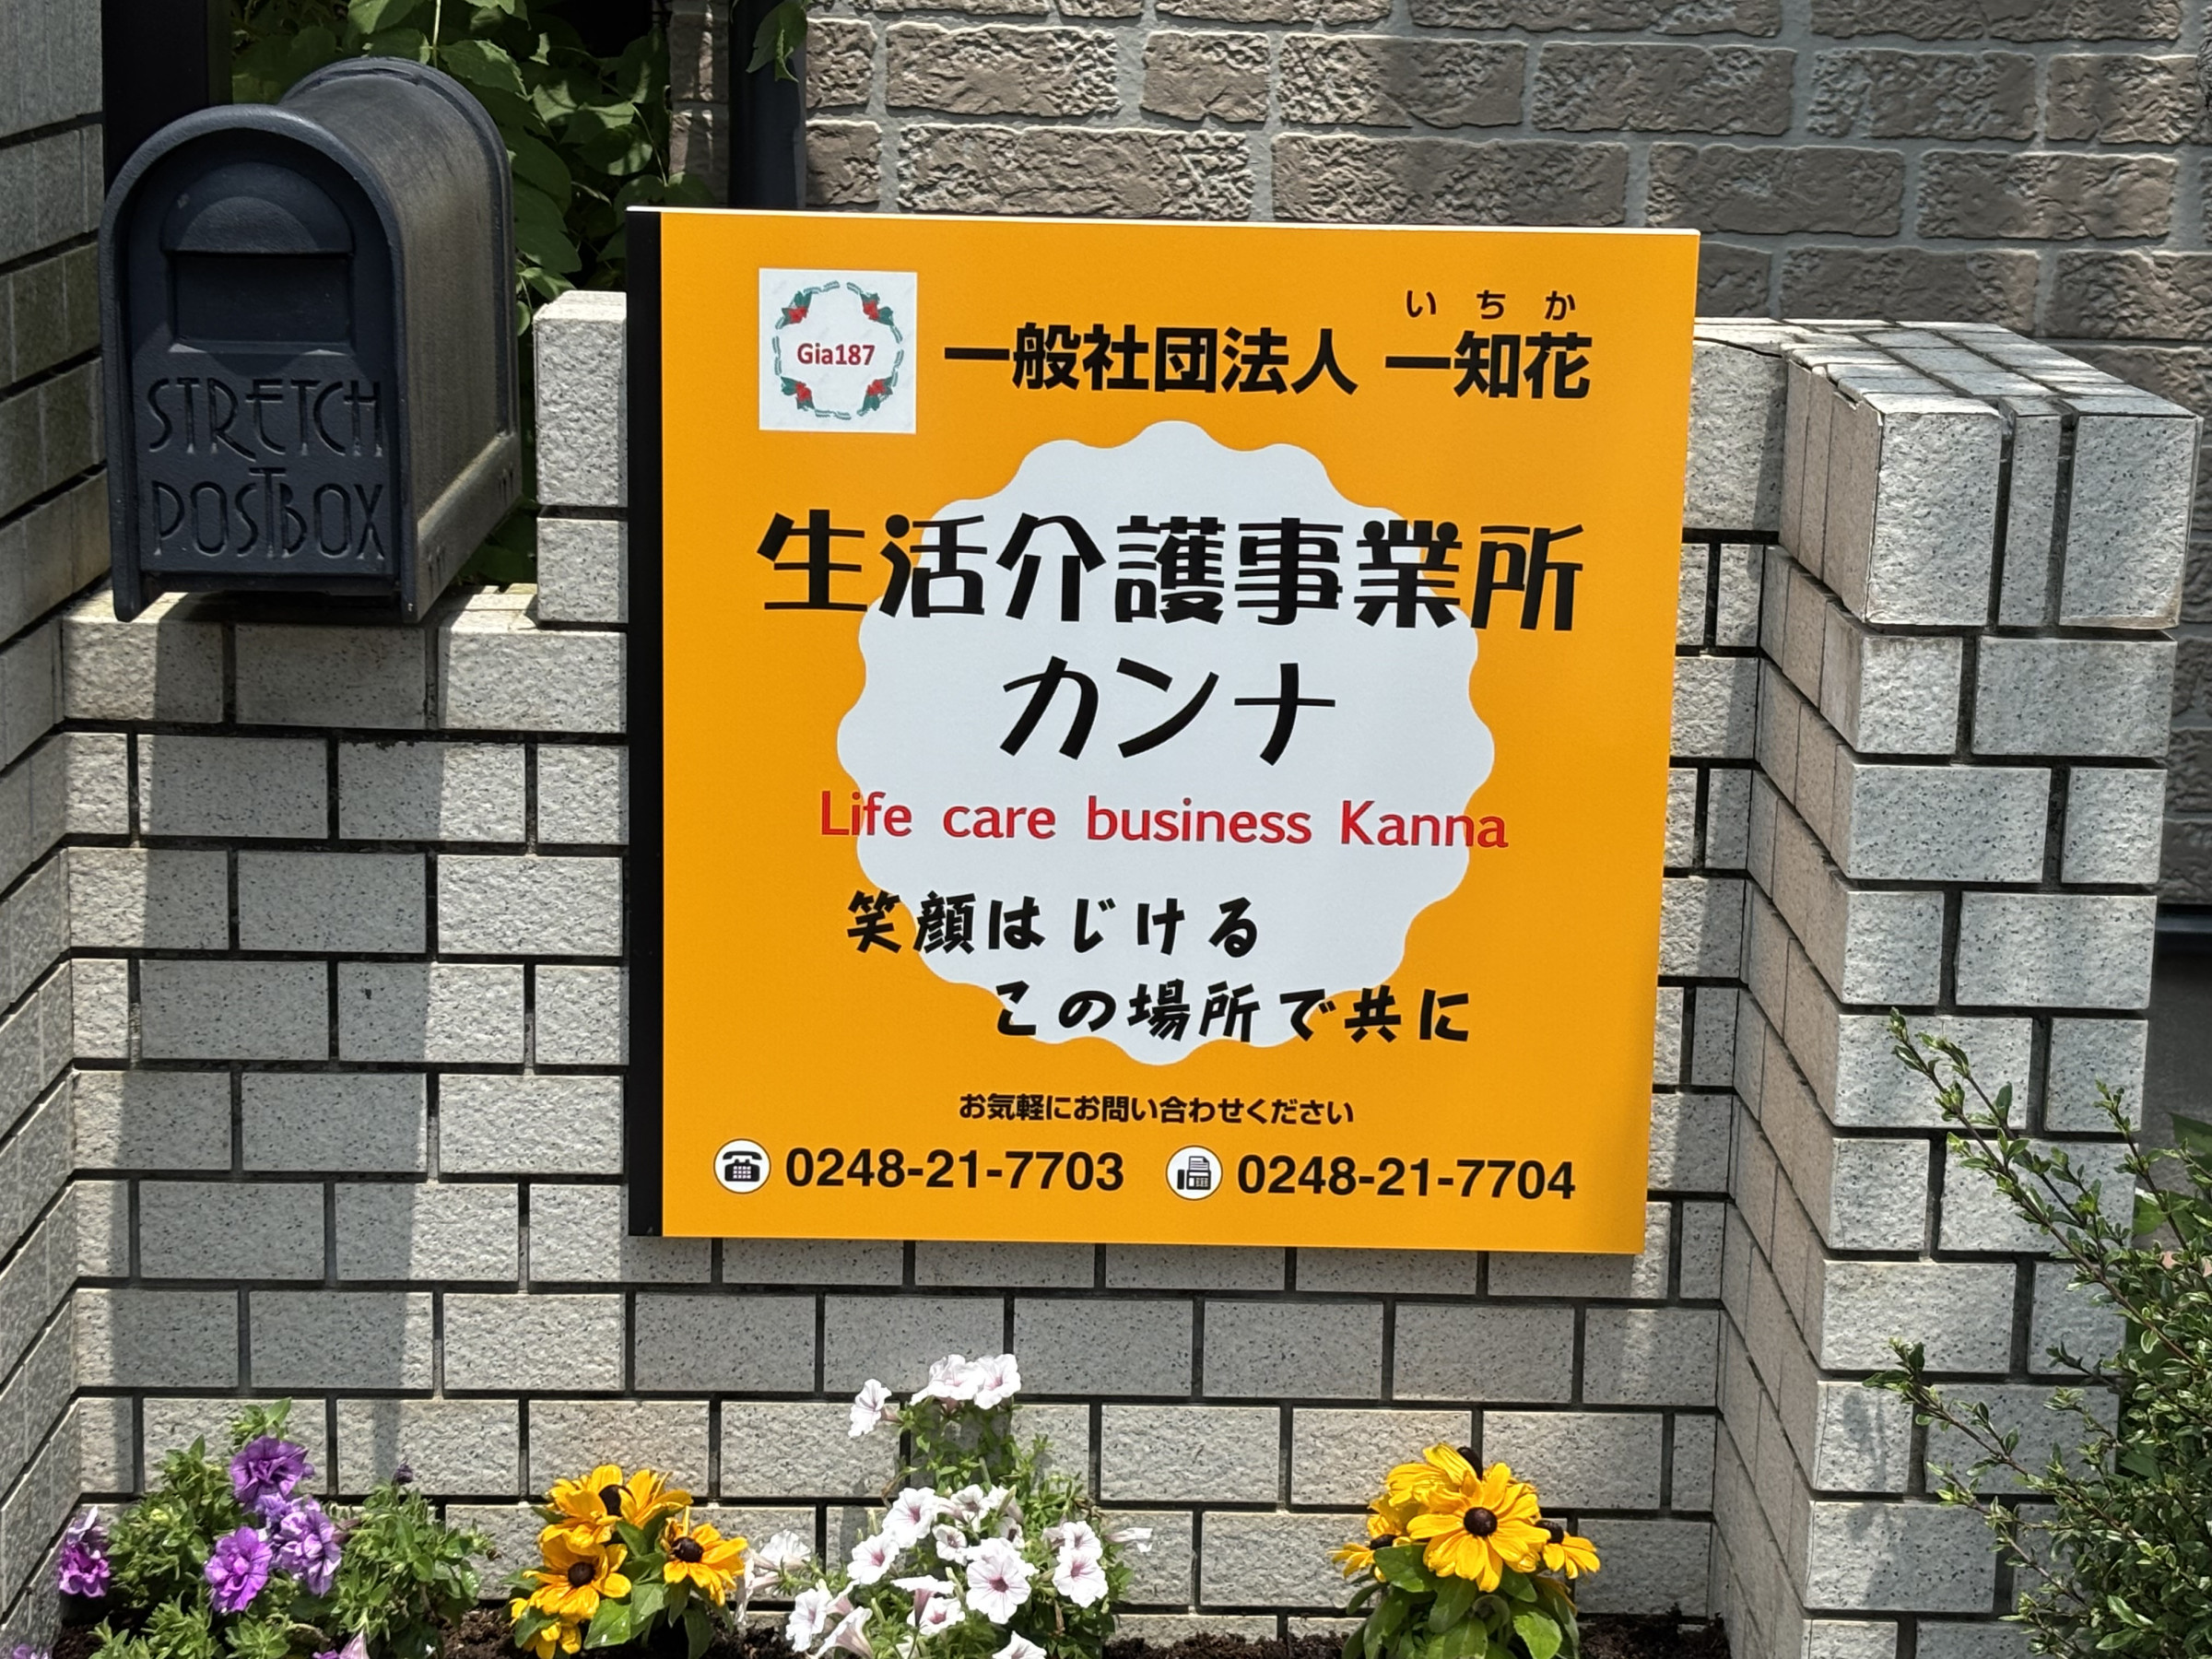 STRETCH
POSTBOX
Gia187
いちか
一般社団法人 一知花
生活介護事業所
カンナ
Life care business Kanna
笑顔はじける
この場所で共に
お気軽にお問い合わせください
0248-21-7703 0248-21-7704